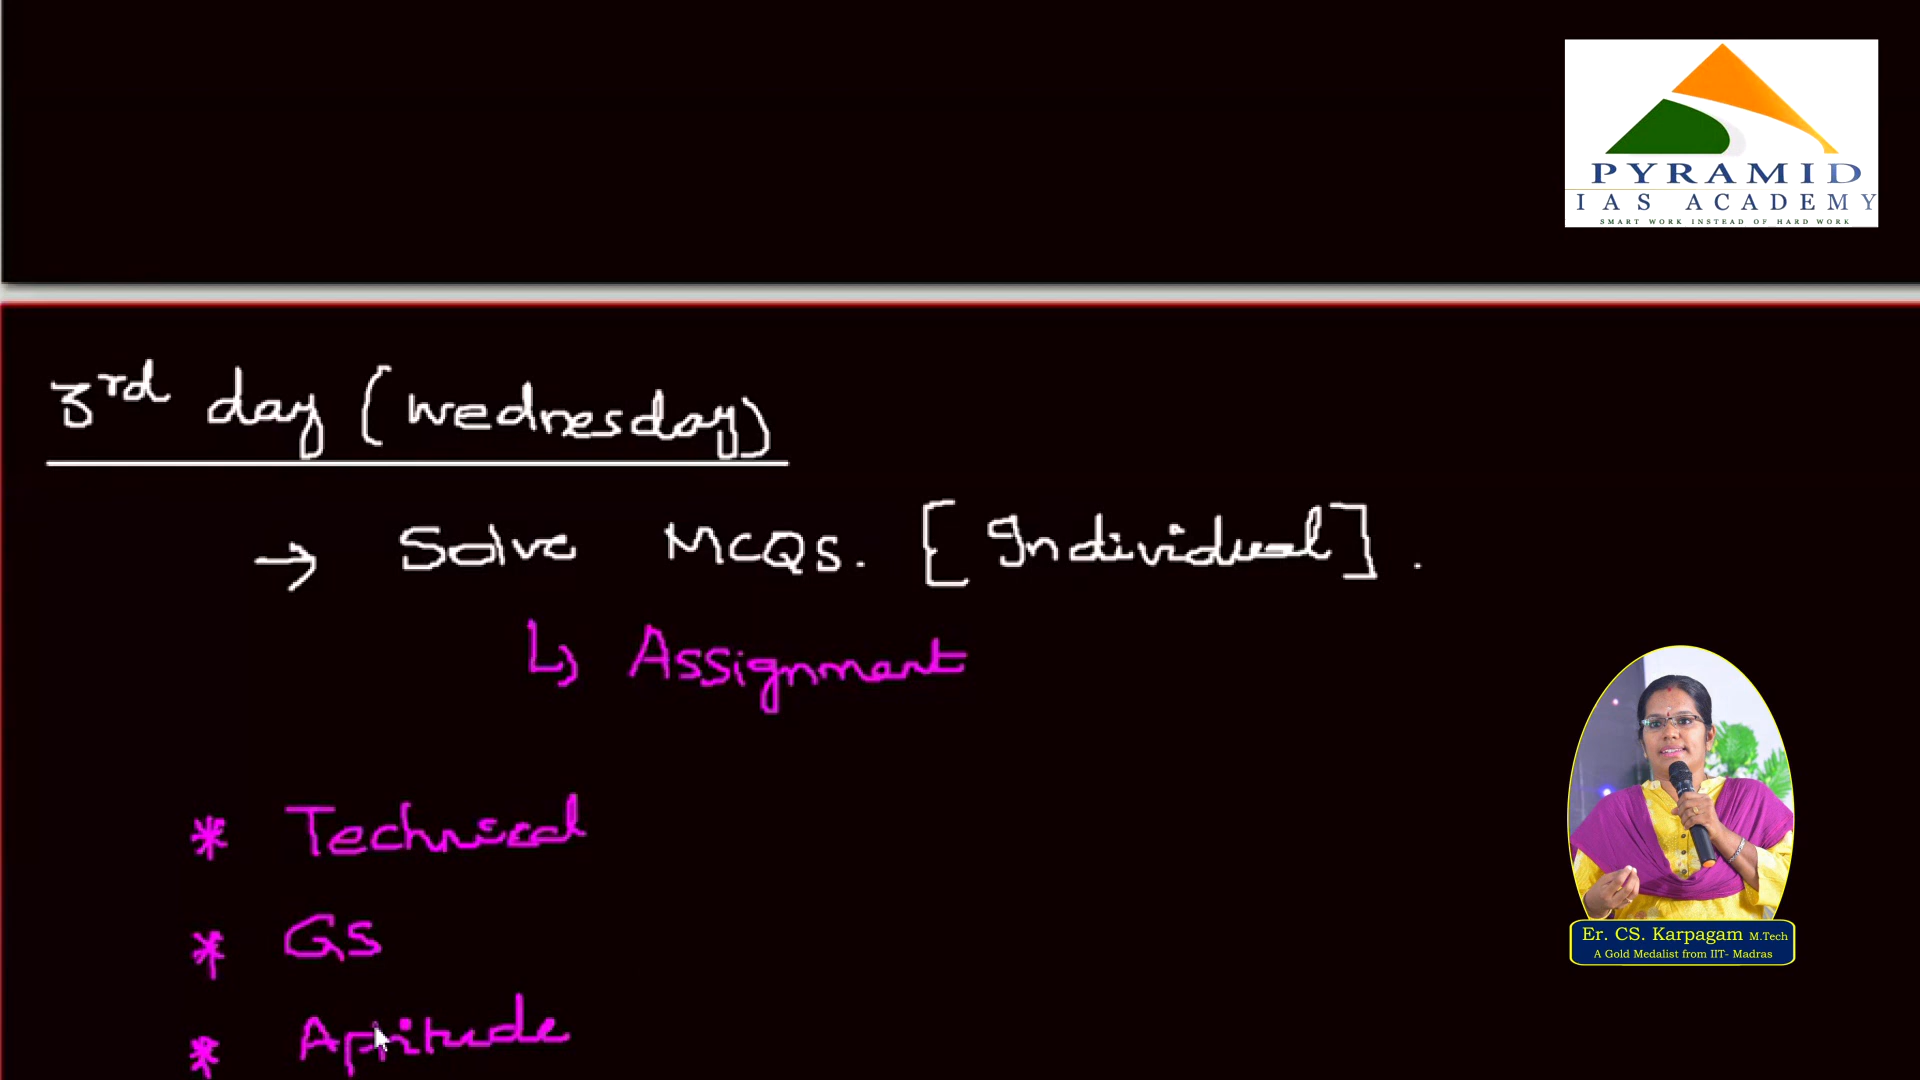 PYRAMID
IAS ACADEMY
SMART WORK INSTEAD OF HARD WORK
3rd day (Wednesday)
→ Solve MCQS. [Individual].
↳ Assignment
* Technical
* GS
* Aptitude
Er. CS. Karpagam M.Tech
A Gold Medalist from IIT- Madras